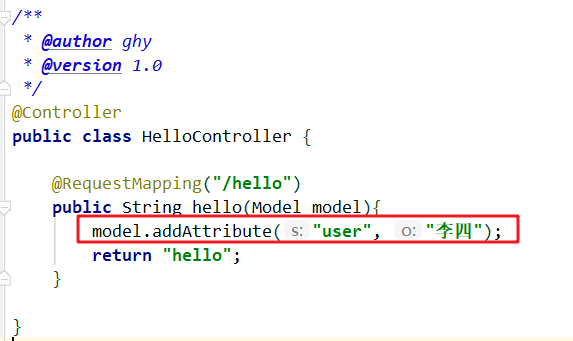 /**
 * @author ghy
 * @version 1.0
 */
@Controller
public class HelloController {
    @RequestMapping("/hello")
    public String hello(Model model){
        model.addAttribute( s: "user", o: "李四");
        return "hello";
    }
}